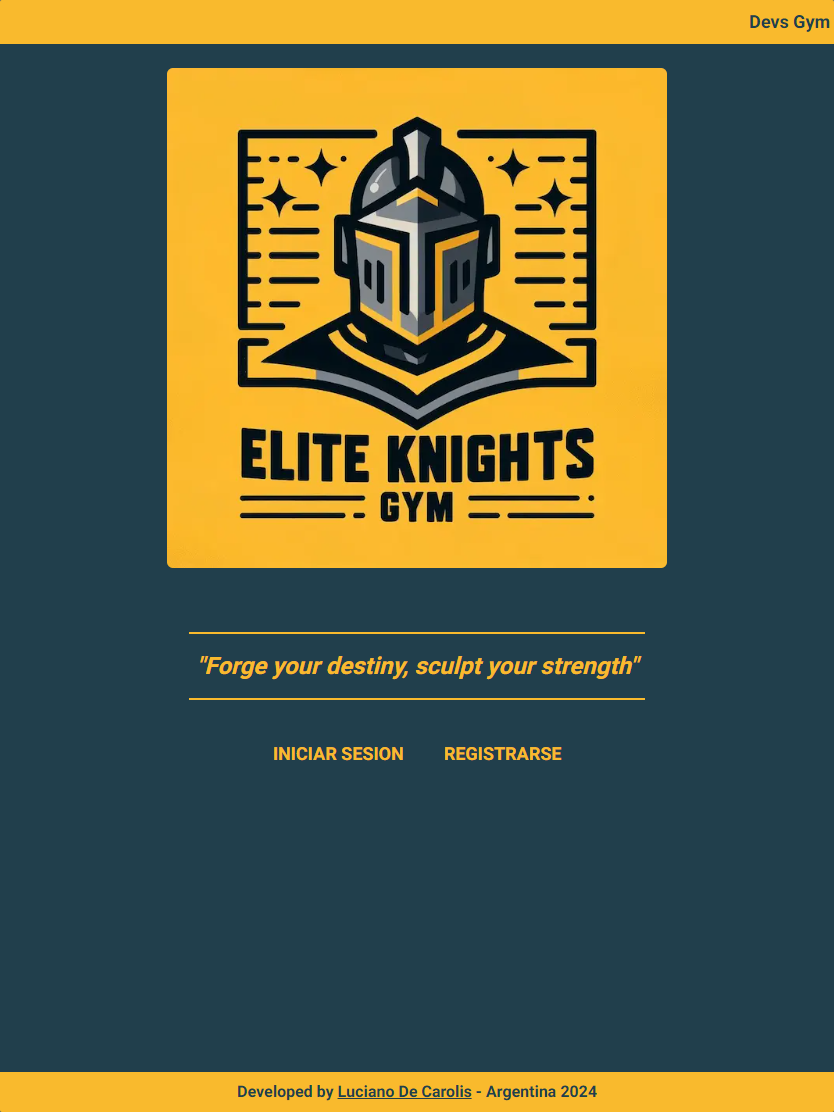 Devs Gym
ELITE KNIGHTS
GYM
"Forge your destiny, sculpt your strength"
INICIAR SESION REGISTRARSE
Developed by Luciano De Carolis - Argentina 2024